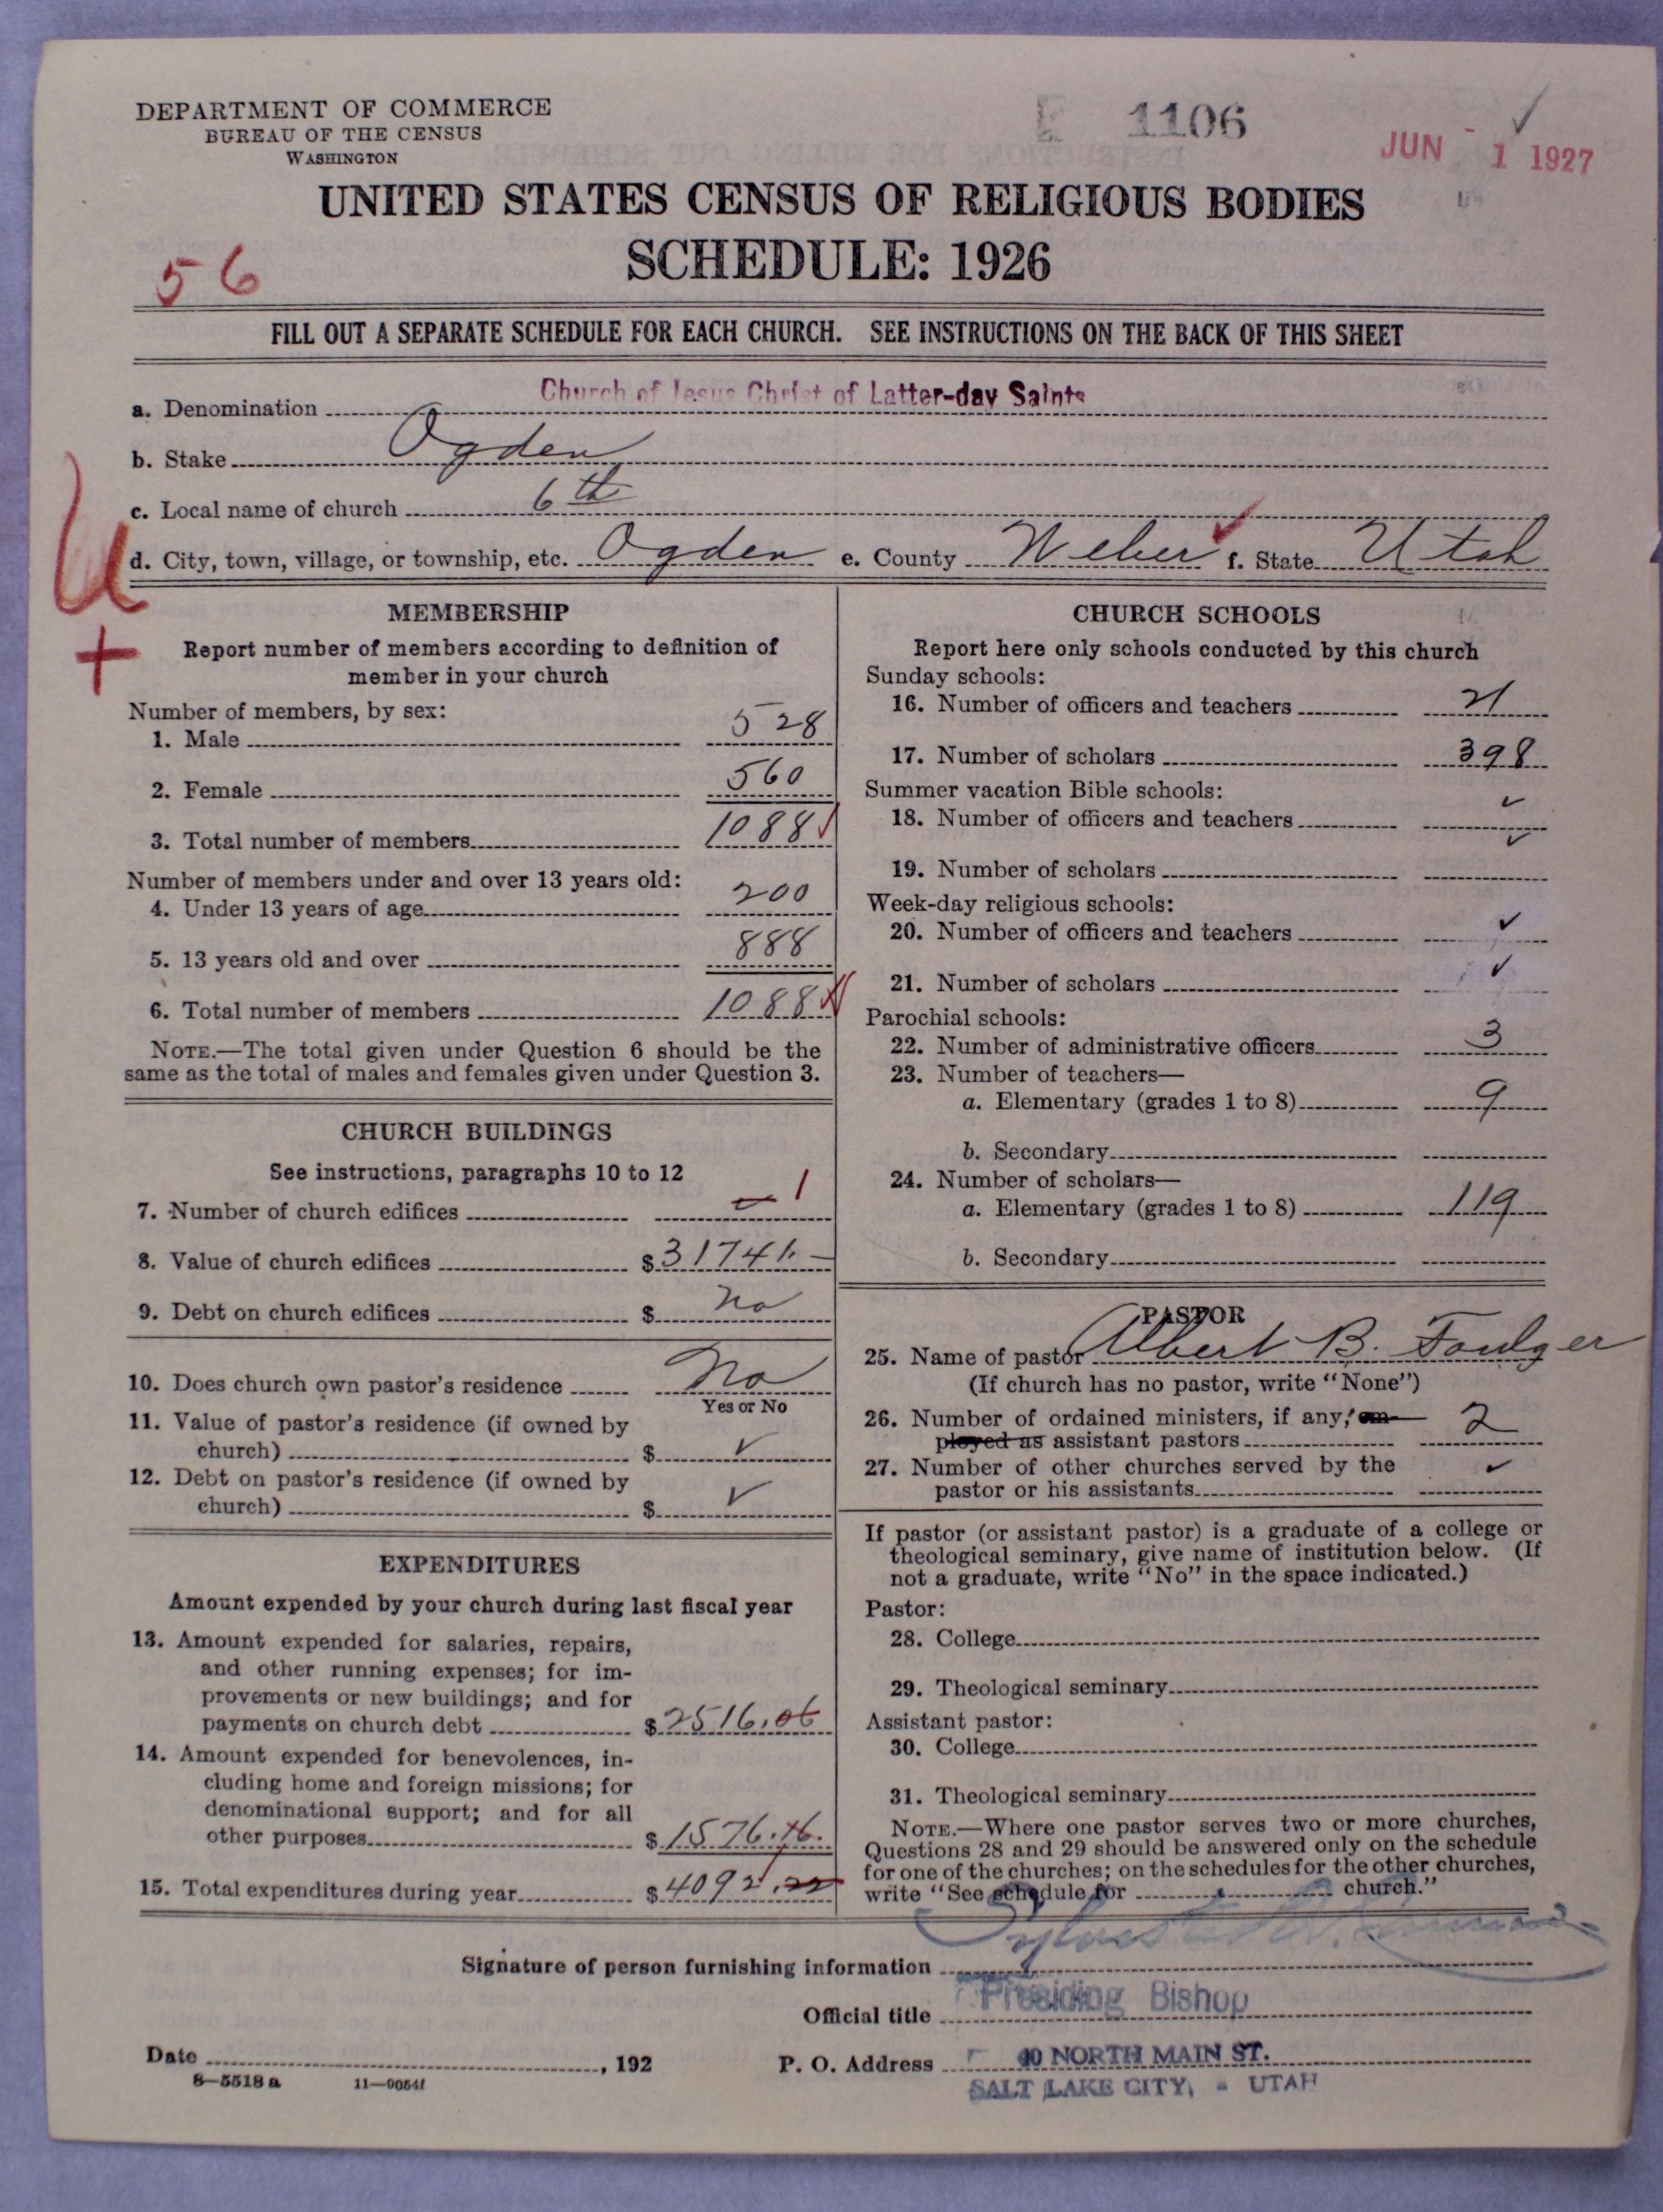 DEPARTMENT OF COMMERCE
BUREAU OF THE CENSUS
WASHINGTON
1106
JUN - 1 1927
UNITED STATES CENSUS OF RELIGIOUS BODIES
SCHEDULE: 1926
56
FILL OUT A SEPARATE SCHEDULE FOR EACH CHURCH. SEE INSTRUCTIONS ON THE BACK OF THIS SHEET
a. Denomination Church of Jesus Christ of Latter-day Saints
b. Stake Ogden
c. Local name of church 6th
d. City, town, village, or township, etc. Ogden e. County Weber f. State Utah
MEMBERSHIP
Report number of members according to definition of
member in your church
Number of members, by sex:
1. Male 528
2. Female 560
3. Total number of members 1088
Number of members under and over 13 years old:
4. Under 13 years of age 200
5. 13 years old and over 888
6. Total number of members 1088
NOTE.—The total given under Question 6 should be the
same as the total of males and females given under Question 3.
CHURCH BUILDINGS
See instructions, paragraphs 10 to 12
7. Number of church edifices 1
8. Value of church edifices $31741.—
9. Debt on church edifices $ no
10. Does church own pastor's residence No
Yes or No
11. Value of pastor's residence (if owned by
church) $ ✓
12. Debt on pastor's residence (if owned by
church) $ ✓
EXPENDITURES
Amount expended by your church during last fiscal year
13. Amount expended for salaries, repairs,
and other running expenses; for im-
provements or new buildings; and for
payments on church debt $2516.06
14. Amount expended for benevolences, in-
cluding home and foreign missions; for
denominational support; and for all
other purposes $1576.16.
15. Total expenditures during year $4092.22
CHURCH SCHOOLS
Report here only schools conducted by this church
Sunday schools:
16. Number of officers and teachers 21
17. Number of scholars 398
Summer vacation Bible schools:
18. Number of officers and teachers ✓
19. Number of scholars ✓
Week-day religious schools:
20. Number of officers and teachers ✓
21. Number of scholars ✓
Parochial schools:
22. Number of administrative officers 3
23. Number of teachers—
a. Elementary (grades 1 to 8) 9
b. Secondary
24. Number of scholars—
a. Elementary (grades 1 to 8) 119
b. Secondary
PASTOR
25. Name of pastor Albert B. Foulger
(If church has no pastor, write "None")
26. Number of ordained ministers, if any, em-
ployed as assistant pastors 2
27. Number of other churches served by the
pastor or his assistants ✓
If pastor (or assistant pastor) is a graduate of a college or
theological seminary, give name of institution below. (If
not a graduate, write "No" in the space indicated.)
Pastor:
28. College
29. Theological seminary
Assistant pastor:
30. College
31. Theological seminary
NOTE.—Where one pastor serves two or more churches,
Questions 28 and 29 should be answered only on the schedule
for one of the churches; on the schedules for the other churches,
write "See schedule for church."
Signature of person furnishing information
Official title Presiding Bishop
Date , 192
P. O. Address 40 NORTH MAIN ST.
SALT LAKE CITY, - UTAH
8—5518 a 11—9054f